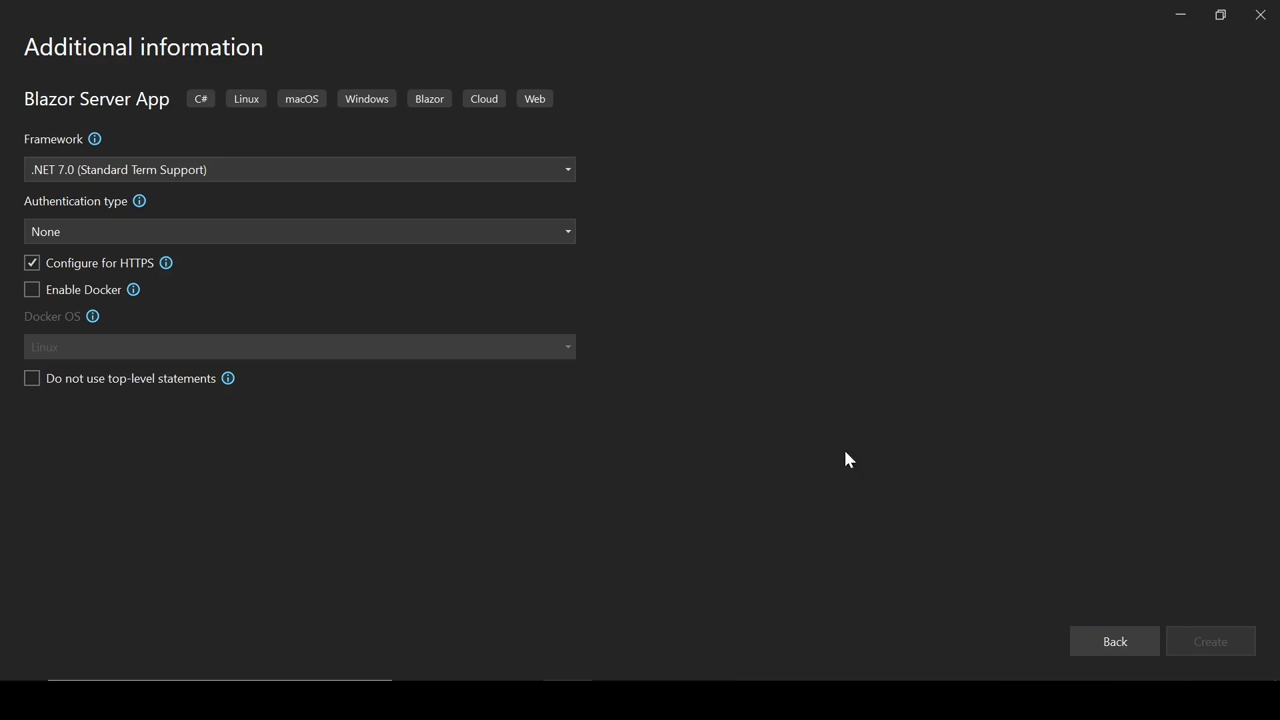 Additional information
Blazor Server App C# Linux macOS Windows Blazor Cloud Web
Framework
.NET 7.0 (Standard Term Support)
Authentication type
None
Configure for HTTPS
Enable Docker
Docker OS
Linux
Do not use top-level statements
Back Create